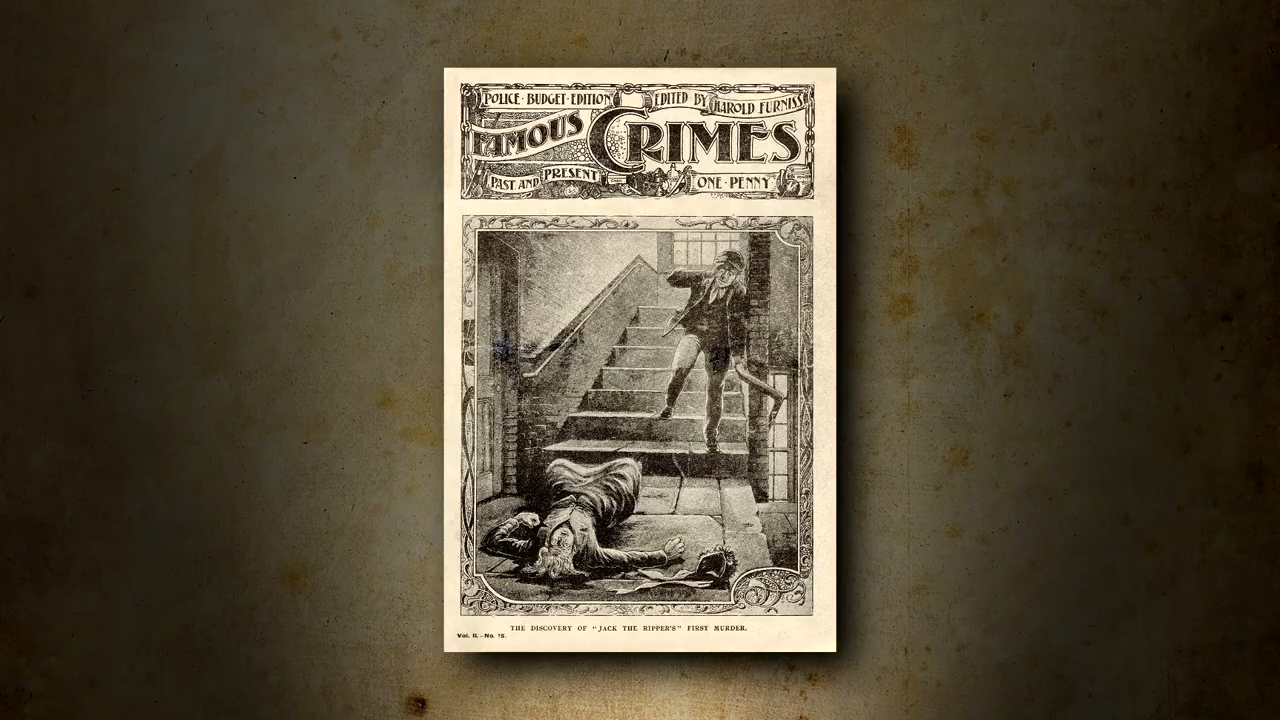 POLICE · BUDGET · EDITION
EDITED BY HAROLD FURNISS
FAMOUS CRIMES
PAST AND PRESENT
ONE · PENNY
THE DISCOVERY OF "JACK THE RIPPER'S" FIRST MURDER.
Vol. II. - No. 15.